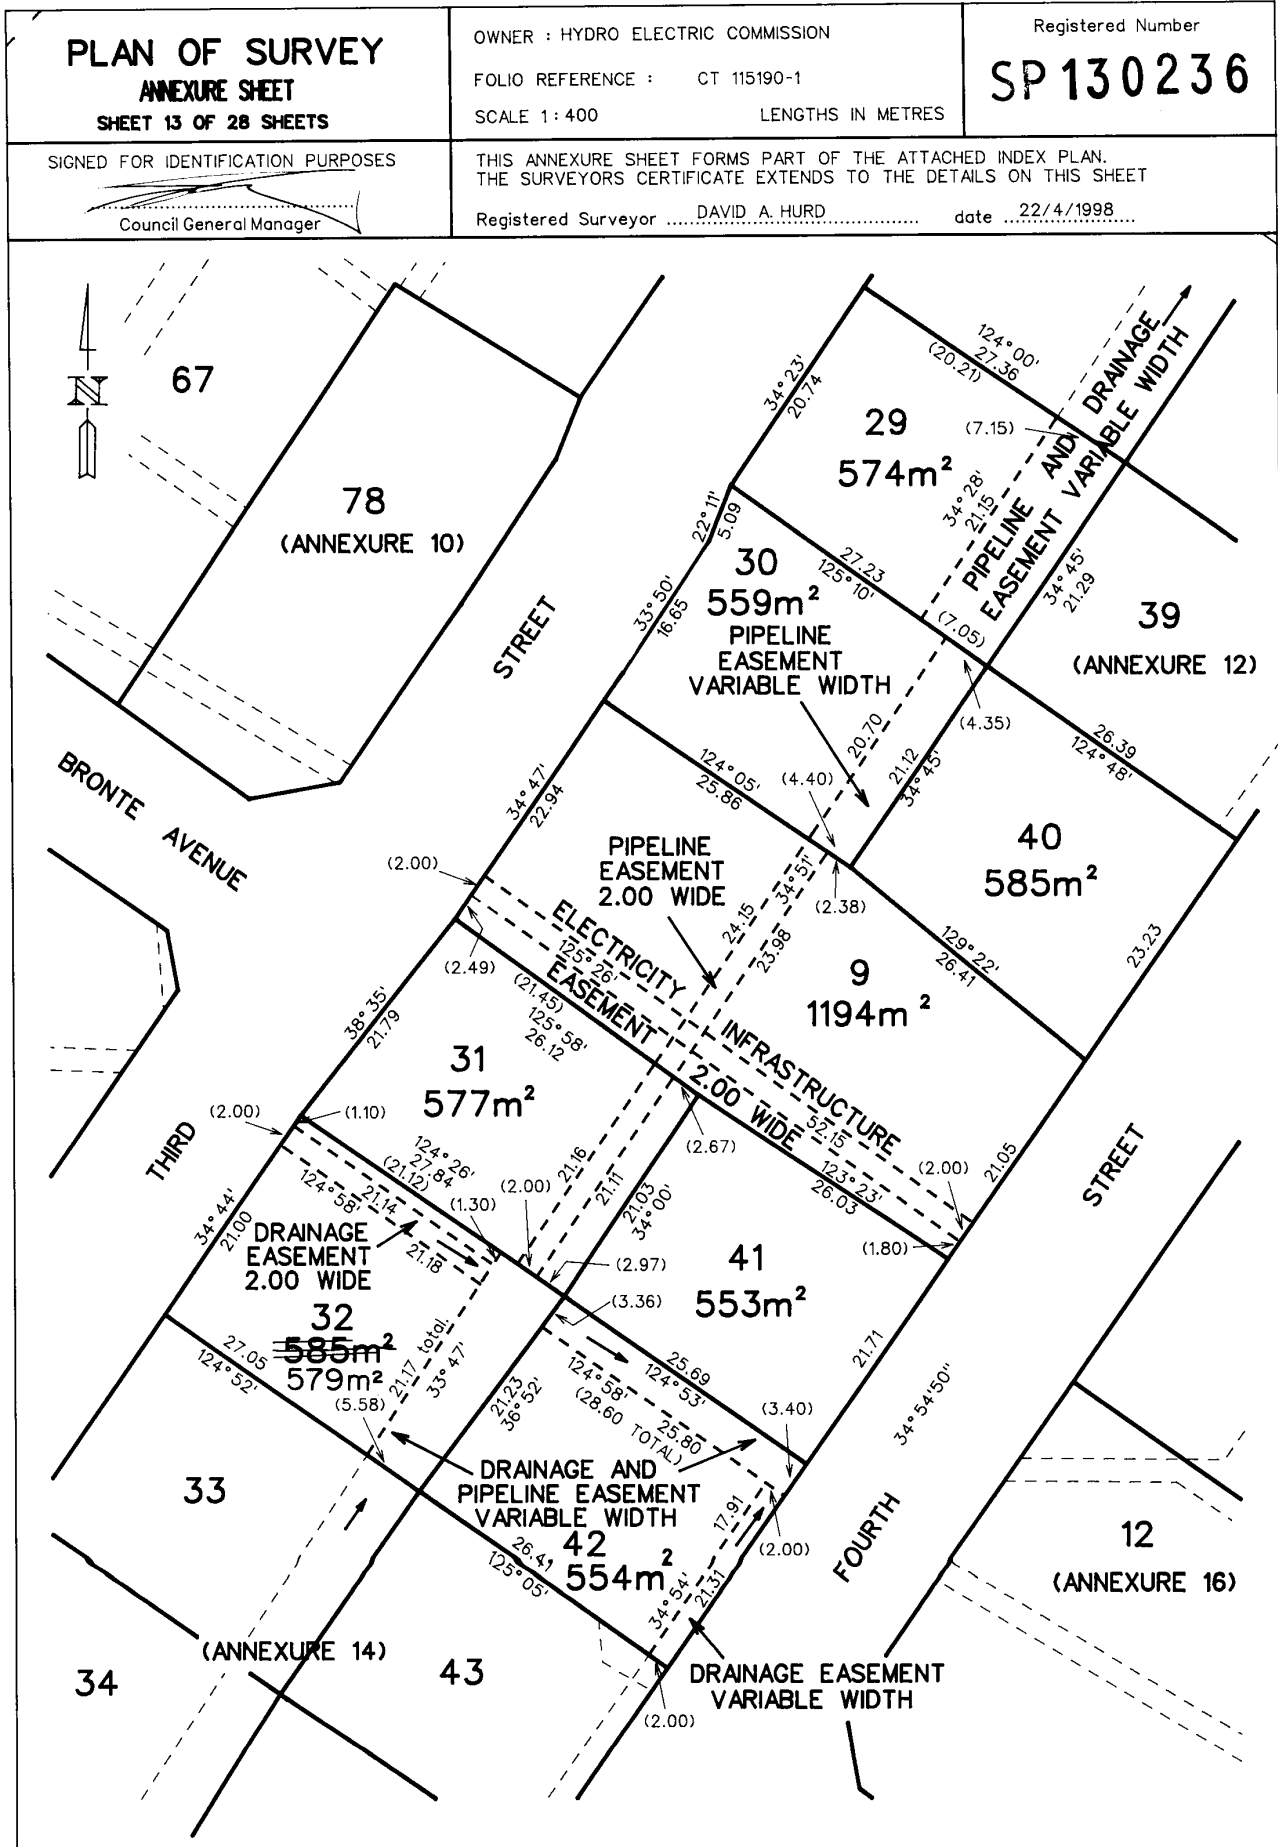 PLAN OF SURVEY
ANNEXURE SHEET
SHEET 13 OF 28 SHEETS
OWNER : HYDRO ELECTRIC COMMISSION
FOLIO REFERENCE : CT 115190-1
SCALE 1:400 LENGTHS IN METRES
Registered Number
SP130236
SIGNED FOR IDENTIFICATION PURPOSES
Council General Manager
THIS ANNEXURE SHEET FORMS PART OF THE ATTACHED INDEX PLAN.
THE SURVEYORS CERTIFICATE EXTENDS TO THE DETAILS ON THIS SHEET
Registered Surveyor DAVID A. HURD date 22/4/1998
N
67
78
(ANNEXURE 10)
STREET
BRONTE AVENUE
THIRD
34°23'
20.74
124°00'
27.36
(20.21)
29
574m²
(7.15)
34°28'
21.15
PIPELINE AND DRAINAGE
EASEMENT VARIABLE WIDTH
34°45'
21.29
22°11'
5.09
27.23
125°10'
(7.05)
30
559m²
33°50'
16.65
PIPELINE
EASEMENT
VARIABLE WIDTH
39
(ANNEXURE 12)
(4.35)
20.70
21.12
34°45'
26.39
124°48'
124°05'
25.86
(4.40)
34°47'
22.94
40
585m²
PIPELINE
EASEMENT
2.00 WIDE
(2.00)
34°51'
(2.38)
24.15
23.98
129°22'
26.41
23.23
ELECTRICITY INFRASTRUCTURE
125°26'
52.15
EASEMENT 2.00 WIDE
(2.49)
9
1194m²
(21.45)
125°58'
26.12
38°35'
21.79
31
577m²
(2.00)
(1.10)
(2.67)
123°23'
26.03
(2.00)
21.05
(1.80)
STREET
124°26'
27.84
(21.12)
21.16
21.11
21.03
34°00'
(2.00)
(1.30)
21.14
124°58'
21.18
34°44'
21.00
DRAINAGE
EASEMENT
2.00 WIDE
(2.97)
(3.36)
41
553m²
32
585m²
579m²
21.17 total.
33°47'
27.05
124°52'
(5.58)
21.23
36°52'
25.69
124°53'
124°58'
25.80
(28.60 TOTAL)
(3.40)
21.71
34°54'50"
FOURTH
33
DRAINAGE AND
PIPELINE EASEMENT
VARIABLE WIDTH
42
554m²
26.41
125°05'
17.91
(2.00)
34°54'
21.31
12
(ANNEXURE 16)
(ANNEXURE 14)
34
43
DRAINAGE EASEMENT
VARIABLE WIDTH
(2.00)